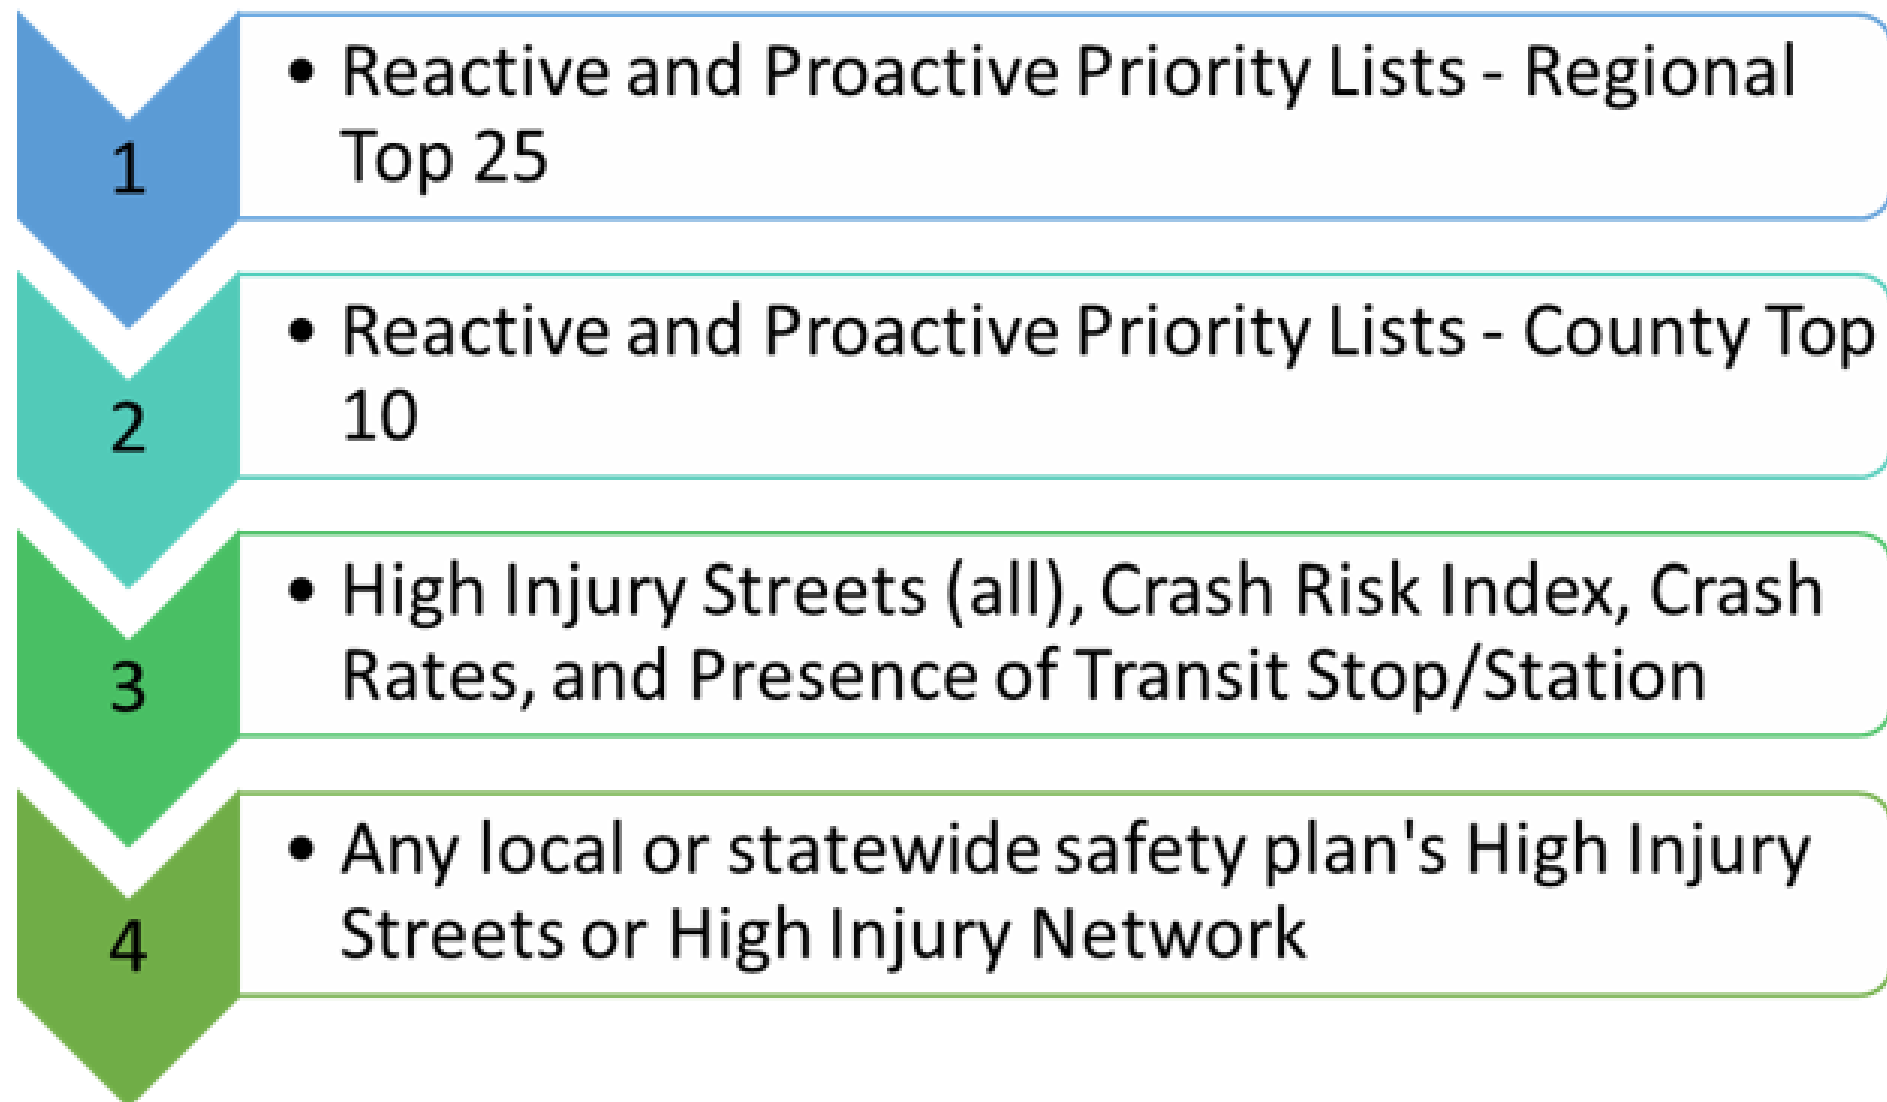 1
• Reactive and Proactive Priority Lists - Regional
Top 25
2
• Reactive and Proactive Priority Lists - County Top
10
3
• High Injury Streets (all), Crash Risk Index, Crash
Rates, and Presence of Transit Stop/Station
4
• Any local or statewide safety plan's High Injury
Streets or High Injury Network